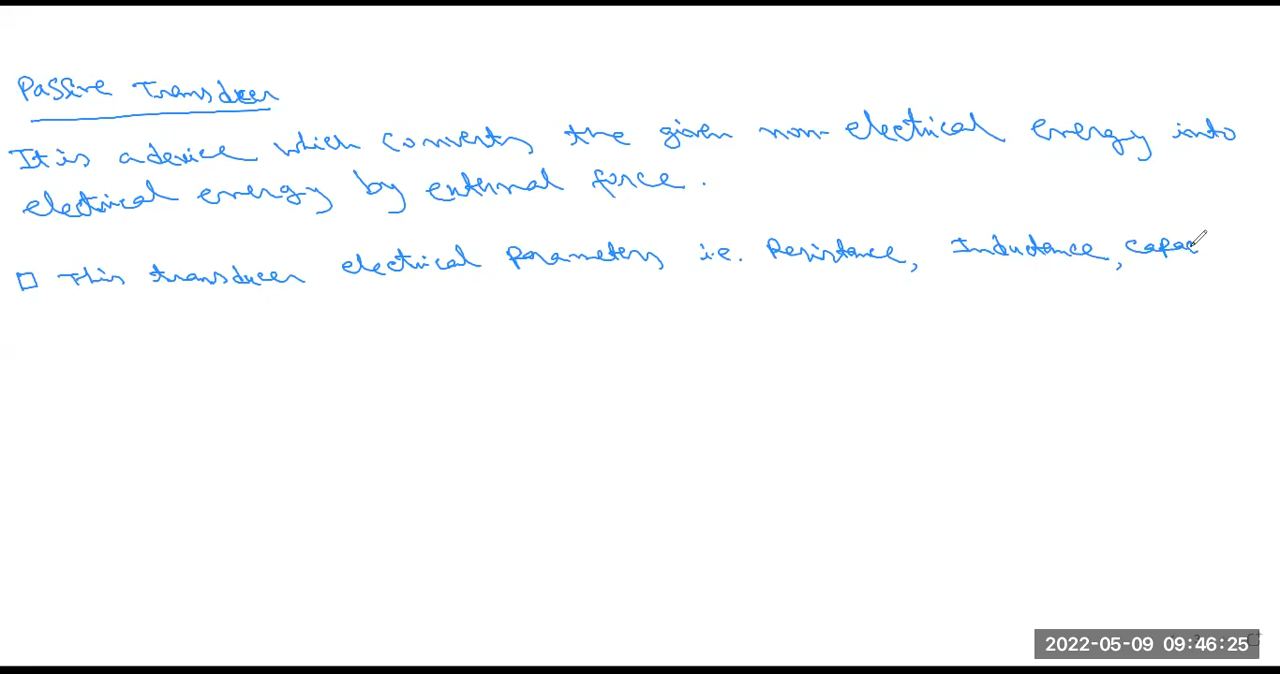 Passive Transducer
It is a device which converts the given non-electrical energy into
electrical energy by external force.
□ This transducer electrical parameters i.e. Resistance, Inductance, capac
2022-05-09 09:46:25